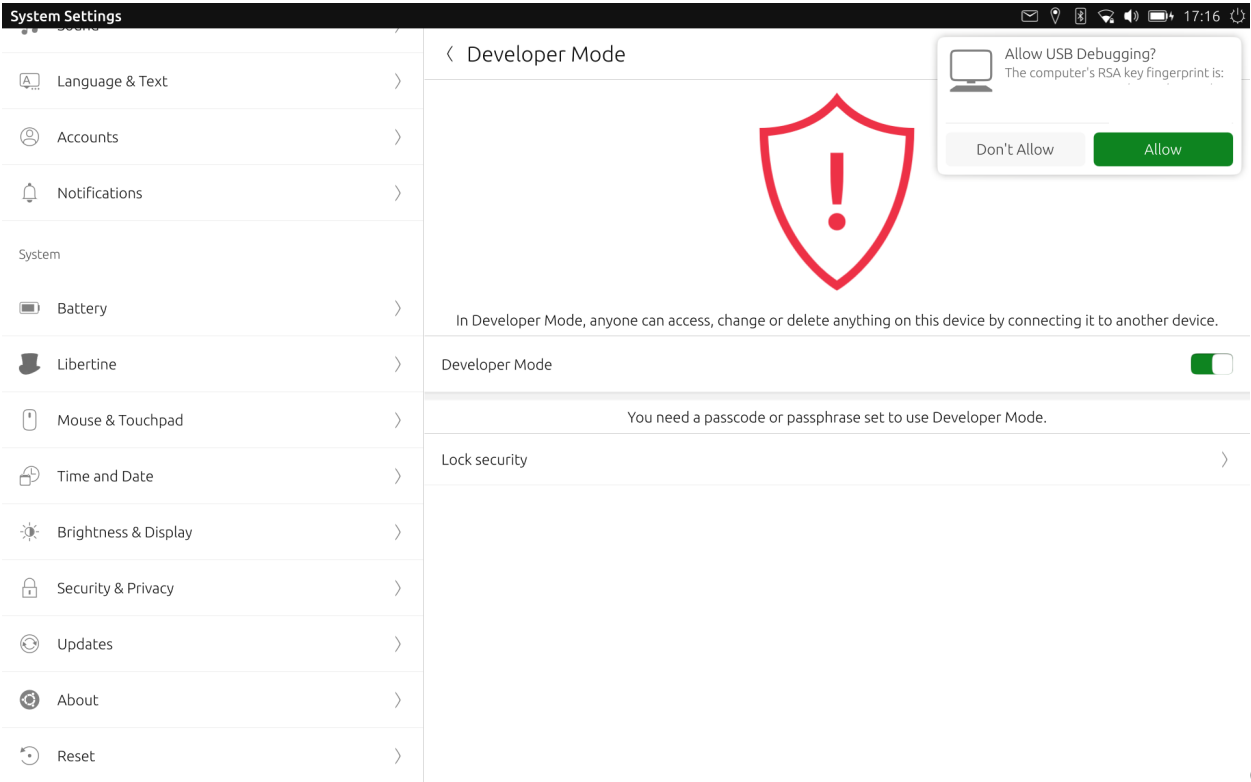 System Settings
17:16
Language & Text
Accounts
Notifications
System
Battery
Libertine
Mouse & Touchpad
Time and Date
Brightness & Display
Security & Privacy
Updates
About
Reset
Developer Mode
Allow USB Debugging?
The computer's RSA key fingerprint is:
Don't Allow
Allow
In Developer Mode, anyone can access, change or delete anything on this device by connecting it to another device.
Developer Mode
You need a passcode or passphrase set to use Developer Mode.
Lock security